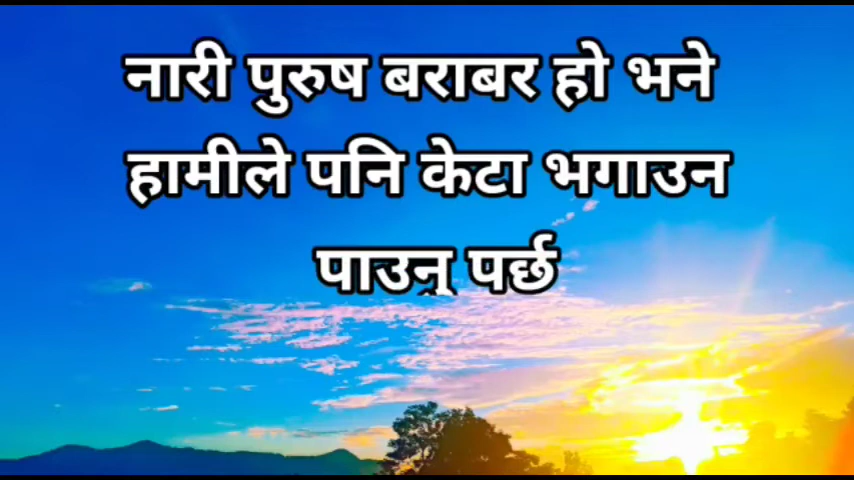 नारी पुरुष बराबर हो भने
हामीले पनि केटा भगाउन
पाउनु पर्छ